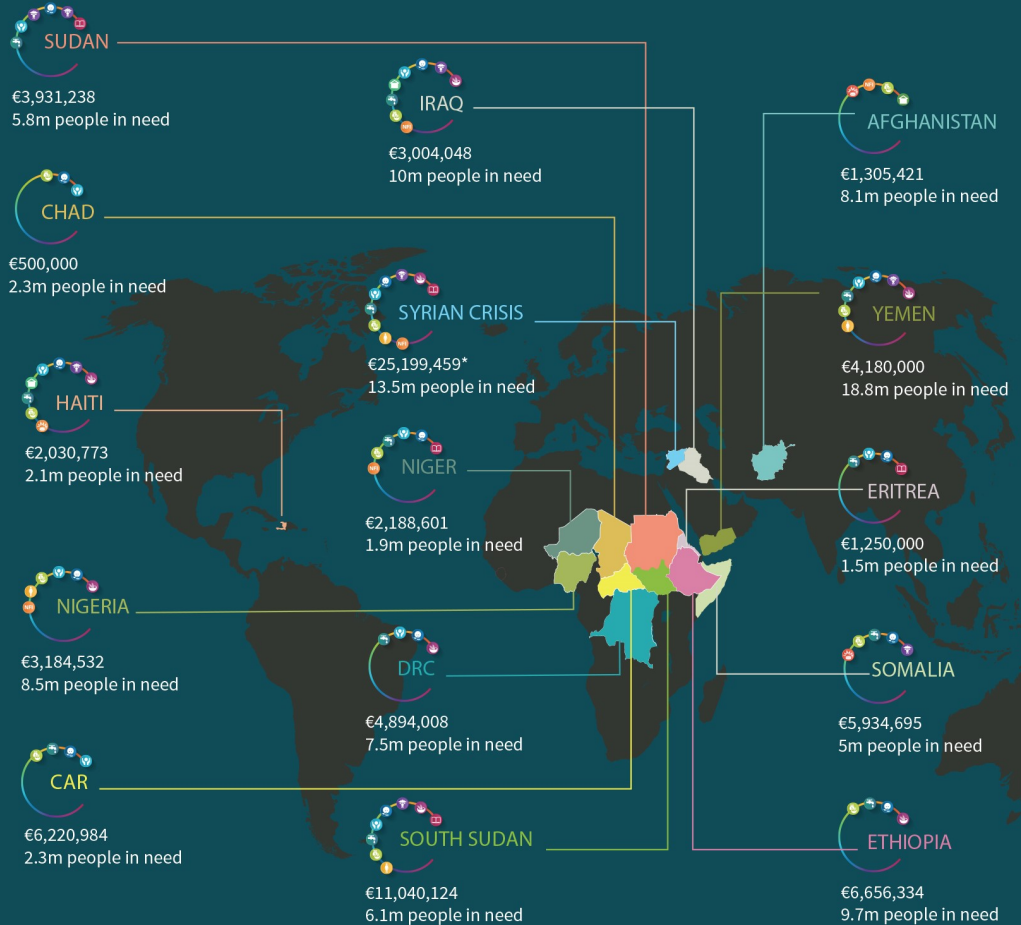 SUDAN
€3,931,238
5.8m people in need
IRAQ
€3,004,048
10m people in need
AFGHANISTAN
€1,305,421
8.1m people in need
CHAD
€500,000
2.3m people in need
SYRIAN CRISIS
€25,199,459*
13.5m people in need
YEMEN
€4,180,000
18.8m people in need
HAITI
€2,030,773
2.1m people in need
NIGER
€2,188,601
1.9m people in need
ERITREA
€1,250,000
1.5m people in need
NIGERIA
€3,184,532
8.5m people in need
DRC
€4,894,008
7.5m people in need
SOMALIA
€5,934,695
5m people in need
CAR
€6,220,984
2.3m people in need
SOUTH SUDAN
€11,040,124
6.1m people in need
ETHIOPIA
€6,656,334
9.7m people in need